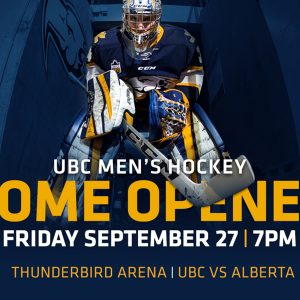 UBC MEN'S HOCKEY
OME OPENE
FRIDAY SEPTEMBER 27 | 7PM
THUNDERBIRD ARENA | UBC VS ALBERTA
CCM